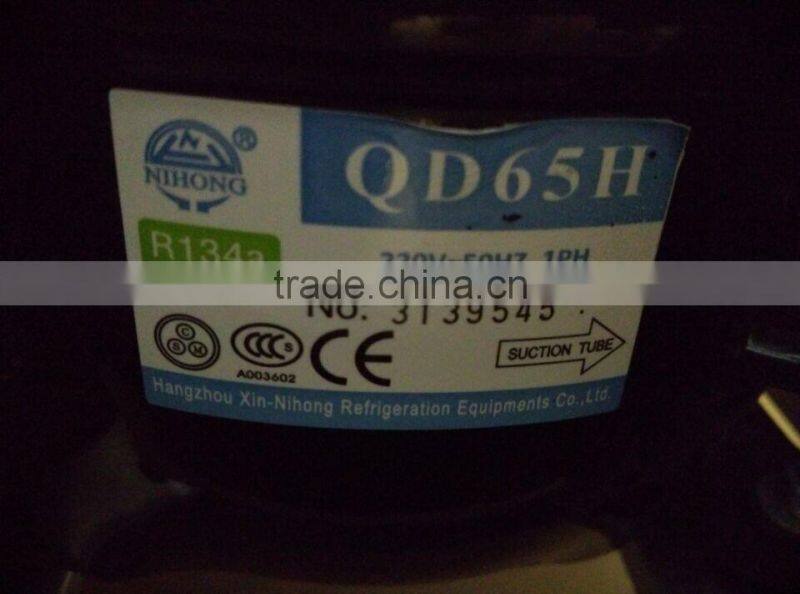 N
NIHONG ®
QD65H
R134a
220V~50HZ 1PH
trade.china.cn
NO. 3139545
C
S M
CCC S
A003602
CE
SUCTION TUBE
Hangzhou Xin-Nihong Refrigeration Equipments Co.,Ltd.